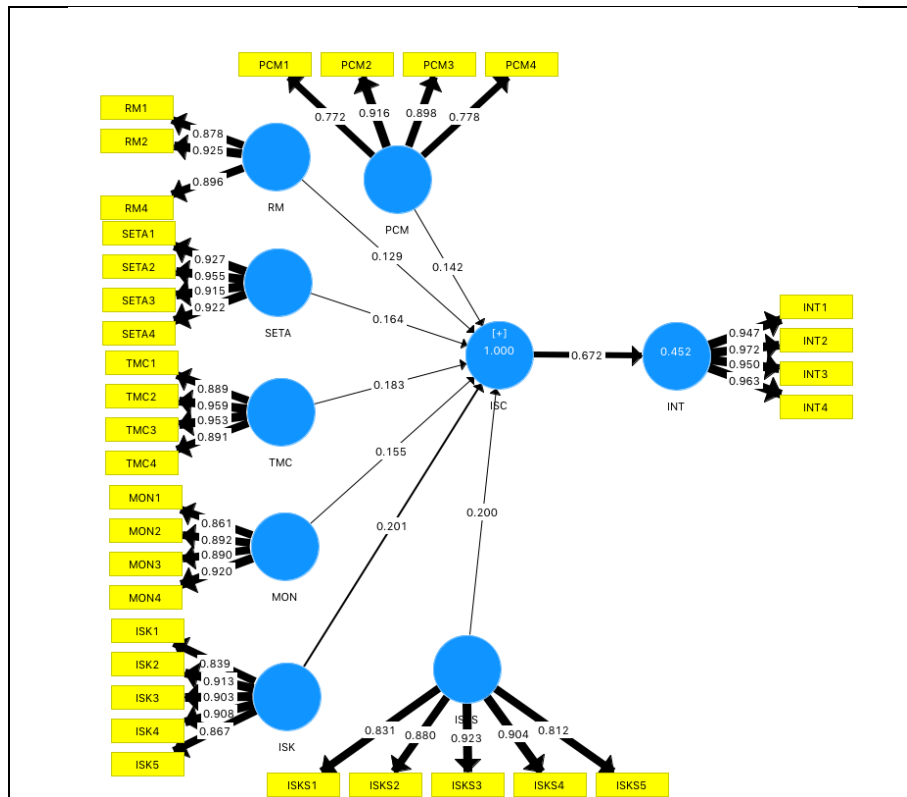 PCM1 PCM2 PCM3 PCM4
0.772 0.916 0.898 0.778
PCM
RM1
RM2
RM4
0.878
0.925
0.896
RM
0.129
0.142
SETA1
SETA2
SETA3
SETA4
0.927
0.955
0.915
0.922
SETA
0.164
TMC1
TMC2
TMC3
TMC4
0.889
0.959
0.953
0.891
TMC
0.183
[+]
1.000
ISC
0.672
0.452
INT
0.947
0.972
0.950
0.963
INT1
INT2
INT3
INT4
MON1
MON2
MON3
MON4
0.861
0.892
0.890
0.920
MON
0.155
0.201
0.200
ISK1
ISK2
ISK3
ISK4
ISK5
0.839
0.913
0.903
0.908
0.867
ISK
0.831 0.880 0.923 0.904 0.812
ISKS1 ISKS2 ISKS3 ISKS4 ISKS5